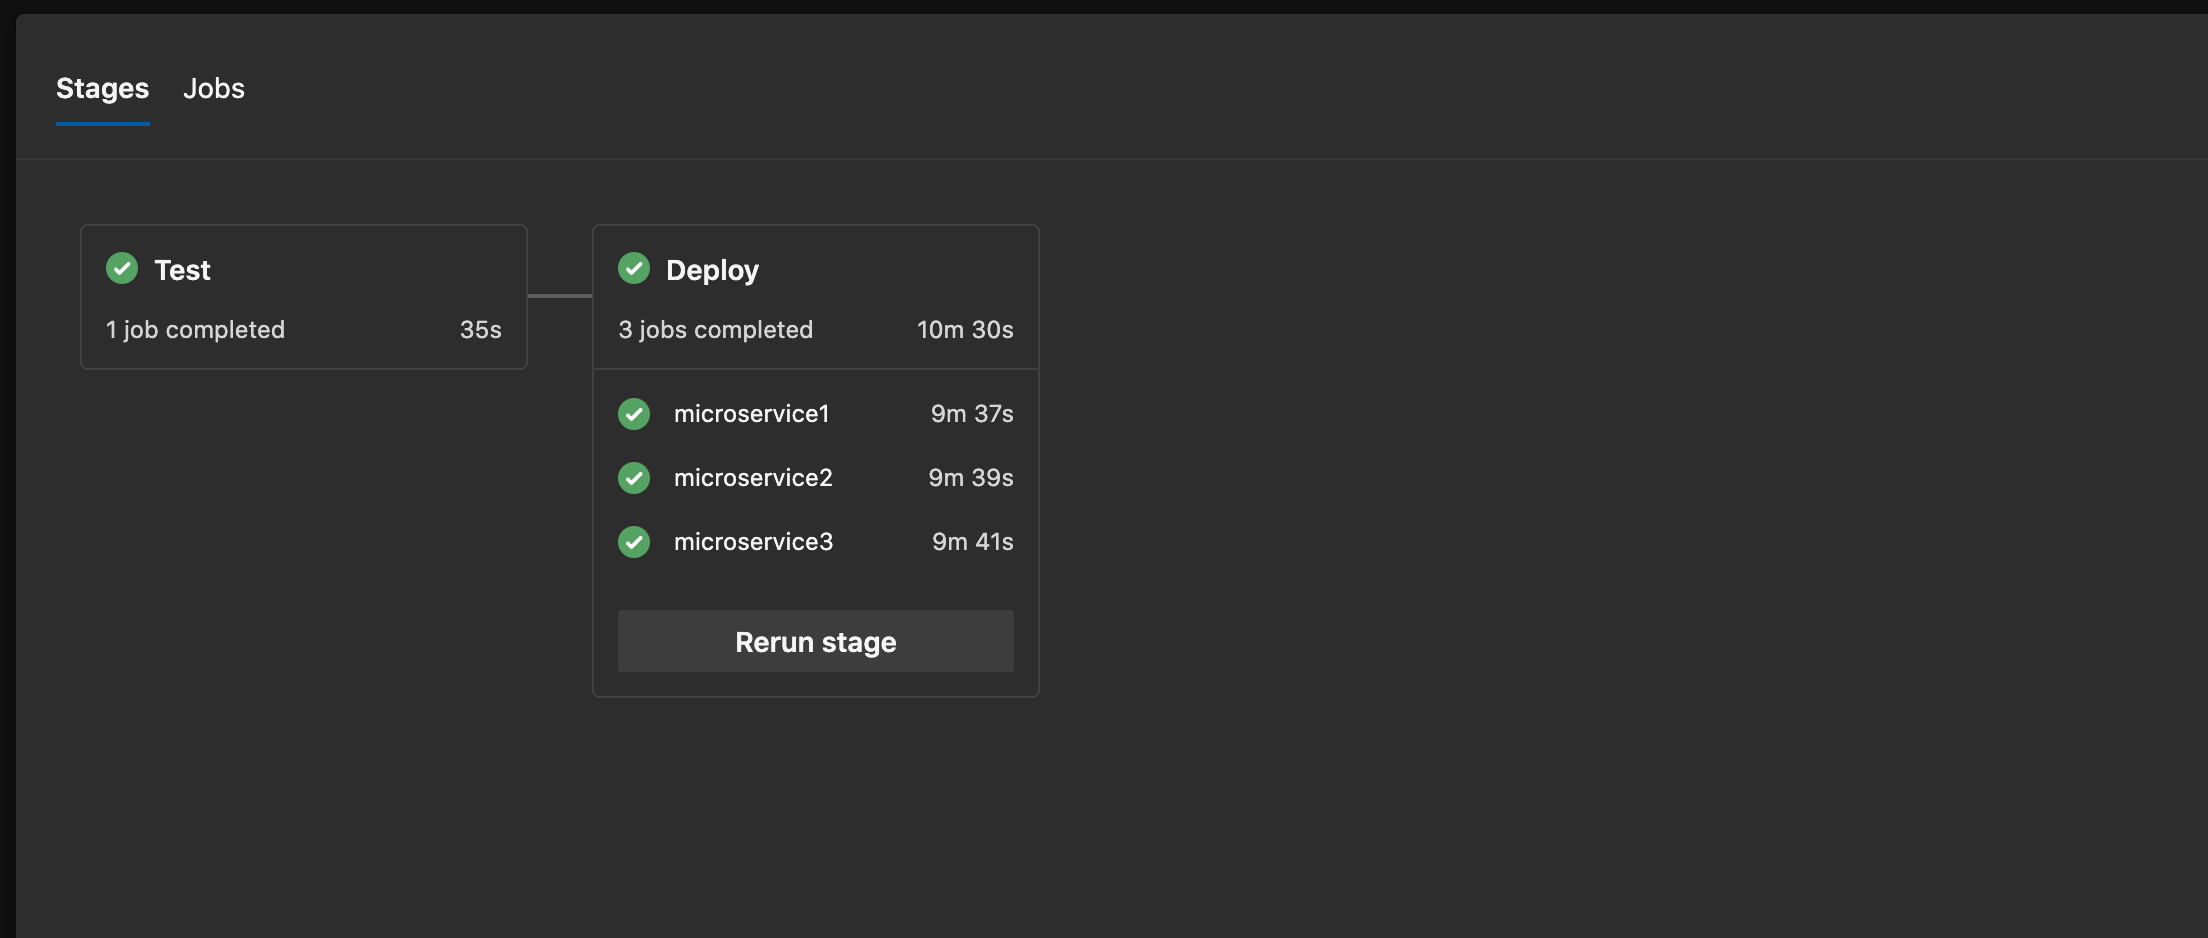 Stages Jobs
Test
1 job completed 35s
Deploy
3 jobs completed 10m 30s
microservice1 9m 37s
microservice2 9m 39s
microservice3 9m 41s
Rerun stage